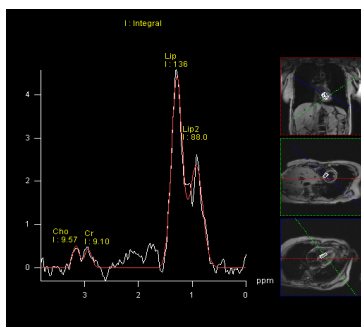 I : Integral
Lip
I : 136
Lip2
I : 88.0
Cho
I : 9.57
Cr
I : 9.10
4
3
2
1
0
3
2
1
0
ppm